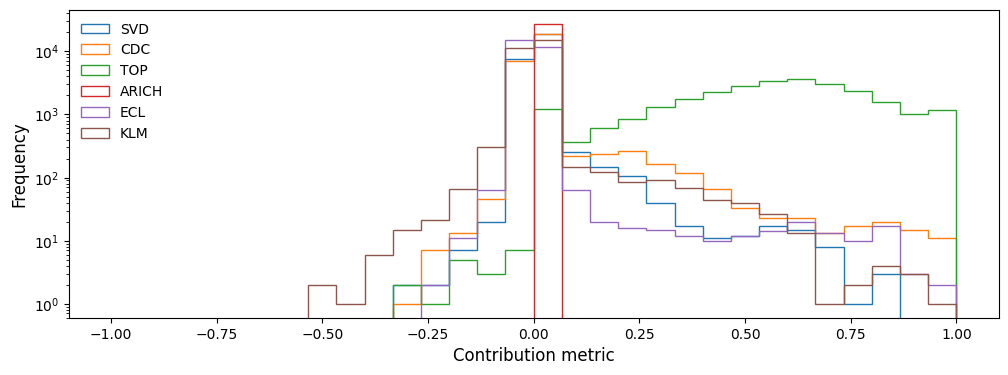 SVD
CDC
TOP
ARICH
ECL
KLM
Frequency
10⁴
10³
10²
10¹
10⁰
−1.00 −0.75 −0.50 −0.25 0.00 0.25 0.50 0.75 1.00
Contribution metric